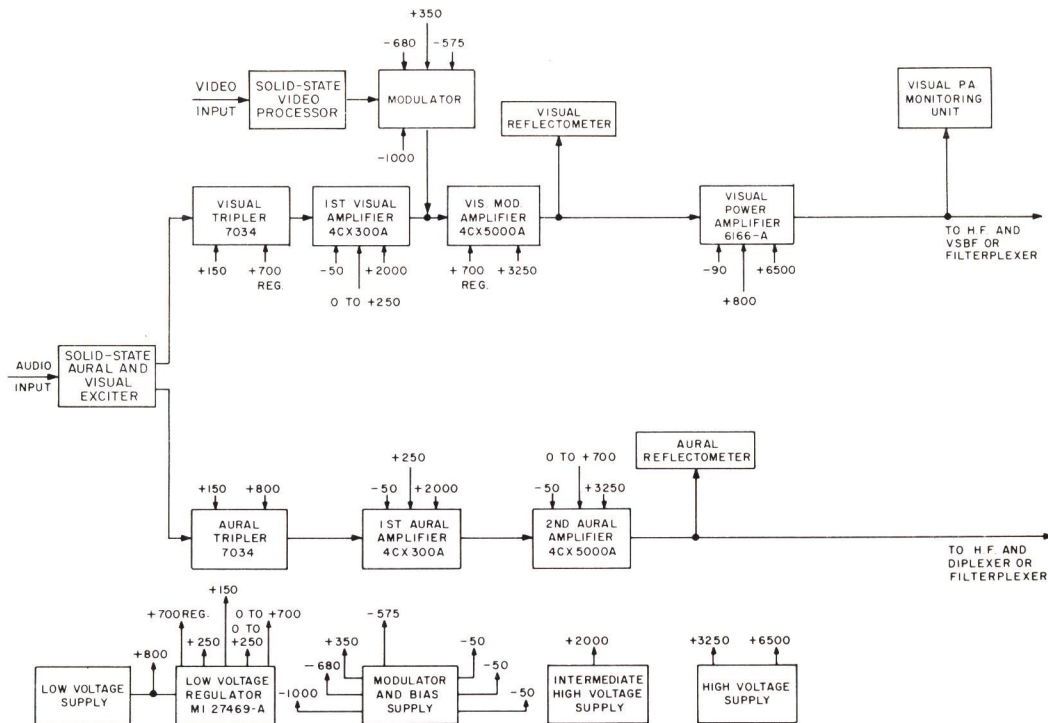 +350
-680
-575
VIDEO
INPUT
SOLID-STATE
VIDEO
PROCESSOR
MODULATOR
-1000
VISUAL
REFLECTOMETER
VISUAL P.A.
MONITORING
UNIT
VISUAL
TRIPLER
7034
1ST VISUAL
AMPLIFIER
4CX300A
VIS. MOD.
AMPLIFIER
4CX5000A
VISUAL
POWER
AMPLIFIER
6166-A
TO H.F. AND
VSBF OR
FILTERPLEXER
+150
+700
REG.
-50
+2000
0 TO +250
+700
REG.
+3250
-90
+6500
+800
AUDIO
INPUT
SOLID-STATE
AURAL AND
VISUAL
EXCITER
AURAL
REFLECTOMETER
+150
+800
+250
-50
+2000
0 TO +700
-50
+3250
AURAL
TRIPLER
7034
1ST AURAL
AMPLIFIER
4CX300A
2ND AURAL
AMPLIFIER
4CX5000A
TO H.F. AND
DIPLEXER OR
FILTERPLEXER
+800
+700REG.
+250
+150
0 TO +700
0 TO
+250
LOW VOLTAGE
SUPPLY
LOW VOLTAGE
REGULATOR
MI 27469-A
-575
+350
-680
-1000
-50
-50
-50
MODULATOR
AND BIAS
SUPPLY
+2000
INTERMEDIATE
HIGH VOLTAGE
SUPPLY
+3250
+6500
HIGH VOLTAGE
SUPPLY